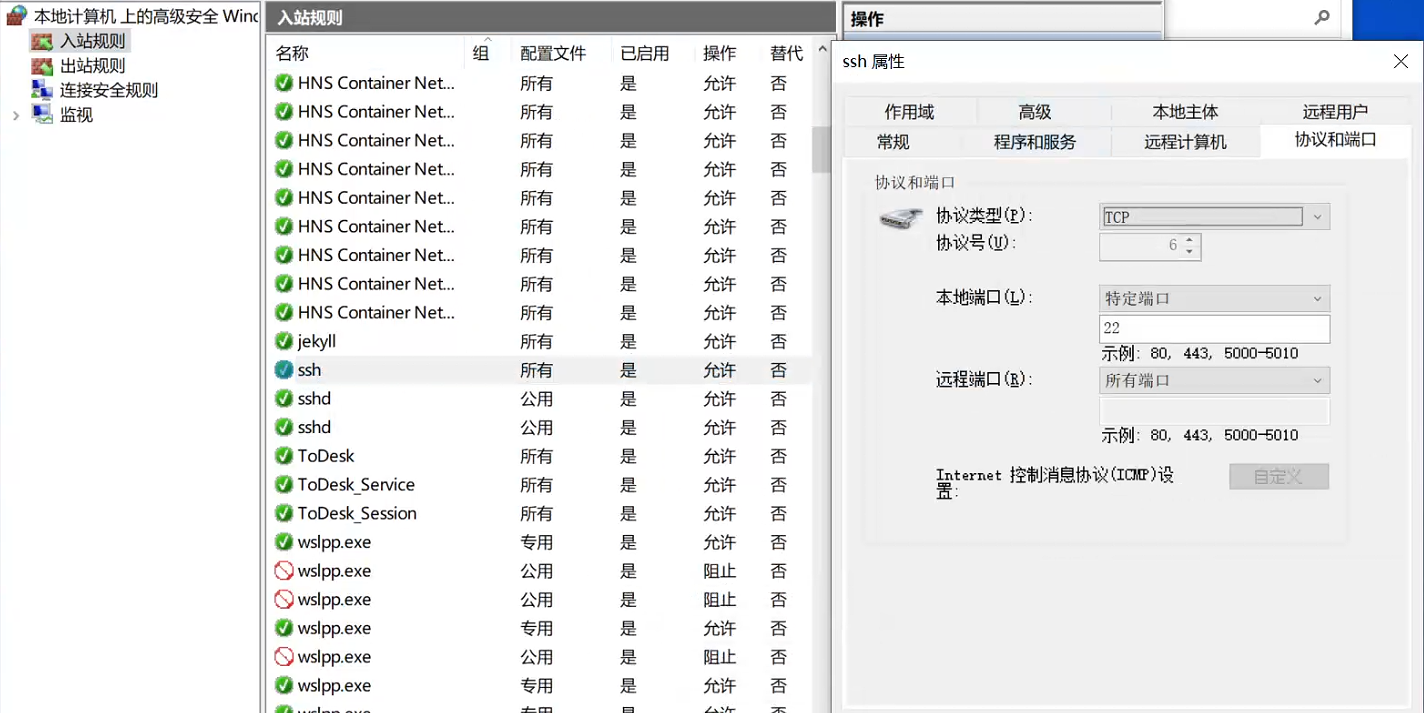 本地计算机 上的高级安全 Wind
入站规则
出站规则
连接安全规则
监视
入站规则
名称 组 配置文件 已启用 操作 替代
HNS Container Net... 所有 是 允许 否
HNS Container Net... 所有 是 允许 否
HNS Container Net... 所有 是 允许 否
HNS Container Net... 所有 是 允许 否
HNS Container Net... 所有 是 允许 否
HNS Container Net... 所有 是 允许 否
HNS Container Net... 所有 是 允许 否
HNS Container Net... 所有 是 允许 否
HNS Container Net... 所有 是 允许 否
jekyll 所有 是 允许 否
ssh 所有 是 允许 否
sshd 公用 是 允许 否
sshd 公用 是 允许 否
ToDesk 所有 是 允许 否
ToDesk_Service 所有 是 允许 否
ToDesk_Session 所有 是 允许 否
wslpp.exe 专用 是 允许 否
wslpp.exe 公用 是 阻止 否
wslpp.exe 公用 是 阻止 否
wslpp.exe 专用 是 允许 否
wslpp.exe 公用 是 阻止 否
wslpp.exe 专用 是 允许 否
操作
ssh 属性
作用域 高级 本地主体 远程用户
常规 程序和服务 远程计算机 协议和端口
协议和端口
协议类型(P): TCP
协议号(U): 6
本地端口(L): 特定端口
22
示例: 80, 443, 5000-5010
远程端口(R): 所有端口
示例: 80, 443, 5000-5010
Internet 控制消息协议(ICMP)设
置: 自定义